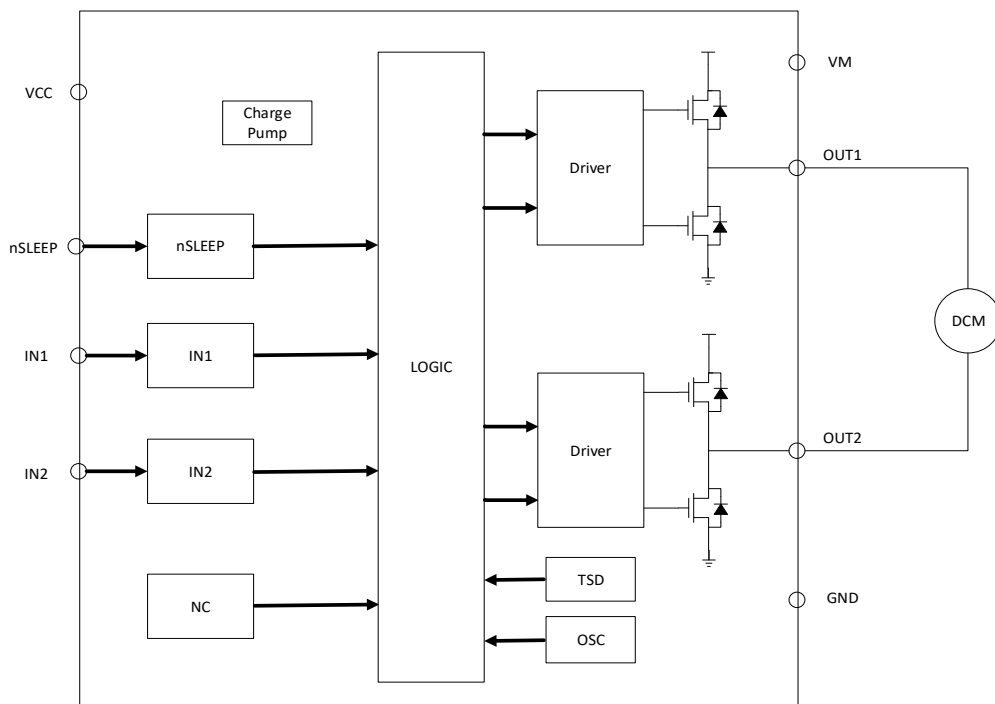 VCC
Charge
Pump
VM
Driver
OUT1
nSLEEP
nSLEEP
IN1
IN1
LOGIC
DCM
IN2
IN2
Driver
OUT2
NC
TSD
GND
OSC